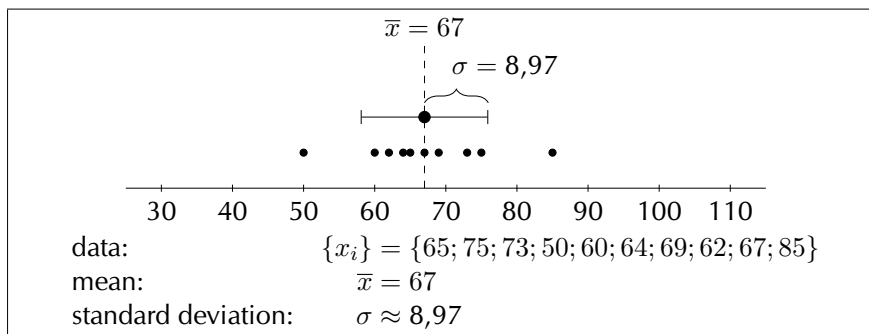 x̅ = 67
σ = 8,97
30 40 50 60 70 80 90 100 110
data: {xᵢ} = {65; 75; 73; 50; 60; 64; 69; 62; 67; 85}
mean: x̅ = 67
standard deviation: σ ≈ 8,97